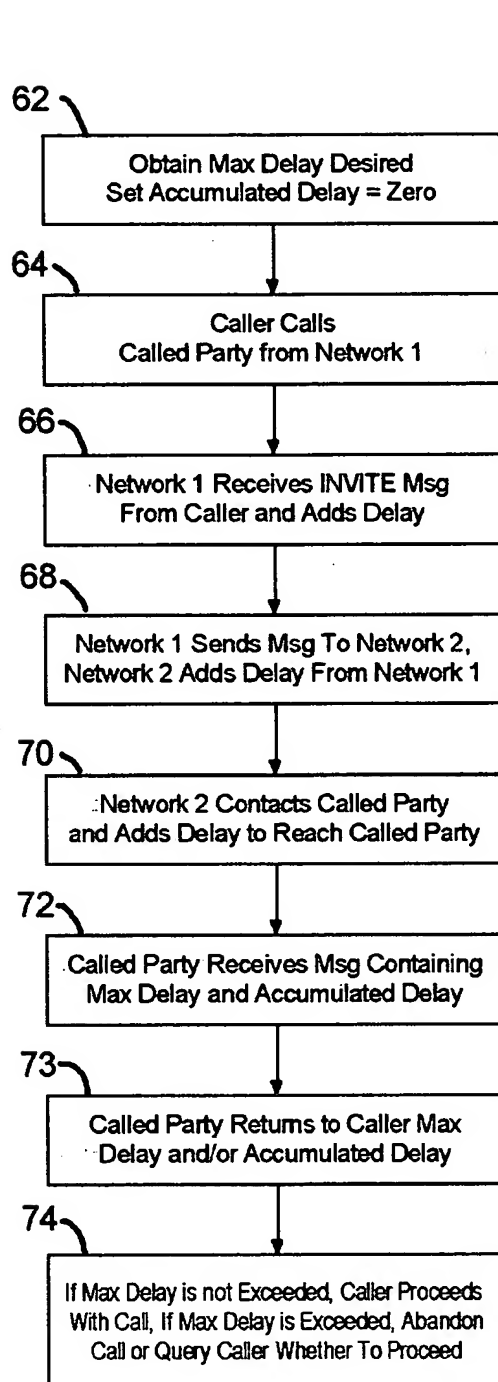 62
Obtain Max Delay Desired
Set Accumulated Delay = Zero
64
Caller Calls
Called Party from Network 1
66
Network 1 Receives INVITE Msg
From Caller and Adds Delay
68
Network 1 Sends Msg To Network 2,
Network 2 Adds Delay From Network 1
70
Network 2 Contacts Called Party
and Adds Delay to Reach Called Party
72
Called Party Receives Msg Containing
Max Delay and Accumulated Delay
73
Called Party Returns to Caller Max
Delay and/or Accumulated Delay
74
If Max Delay is not Exceeded, Caller Proceeds
With Call, If Max Delay is Exceeded, Abandon
Call or Query Caller Whether To Proceed